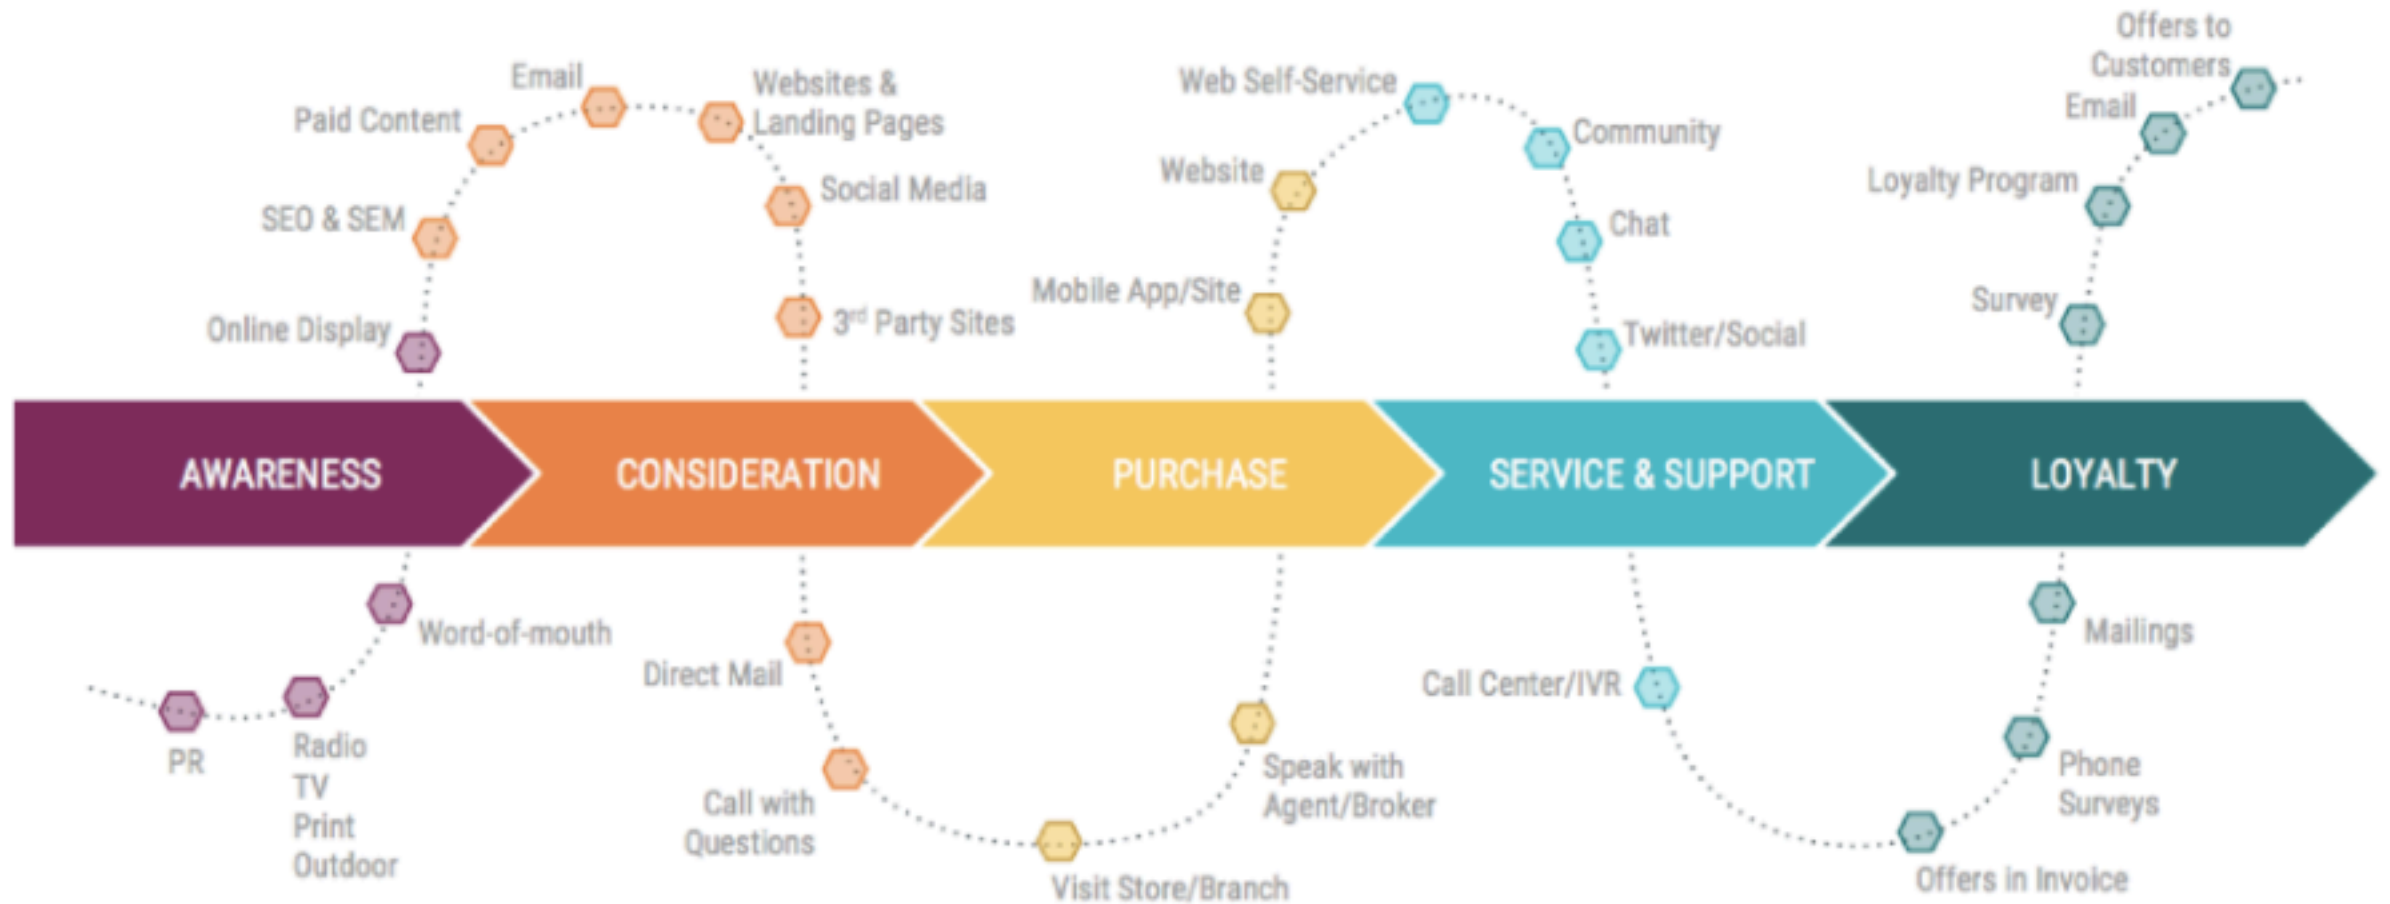 Offers to
Customers
Email
Websites &
Landing Pages
Email
Paid Content
Web Self-Service
Community
Website
Loyalty Program
Social Media
SEO & SEM
Chat
Mobile App/Site
Survey
Online Display
3rd Party Sites
Twitter/Social
AWARENESS
CONSIDERATION
PURCHASE
SERVICE & SUPPORT
LOYALTY
Word-of-mouth
Mailings
Direct Mail
Call Center/IVR
PR
Radio
TV
Print
Outdoor
Call with
Questions
Speak with
Agent/Broker
Phone
Surveys
Visit Store/Branch
Offers in Invoice